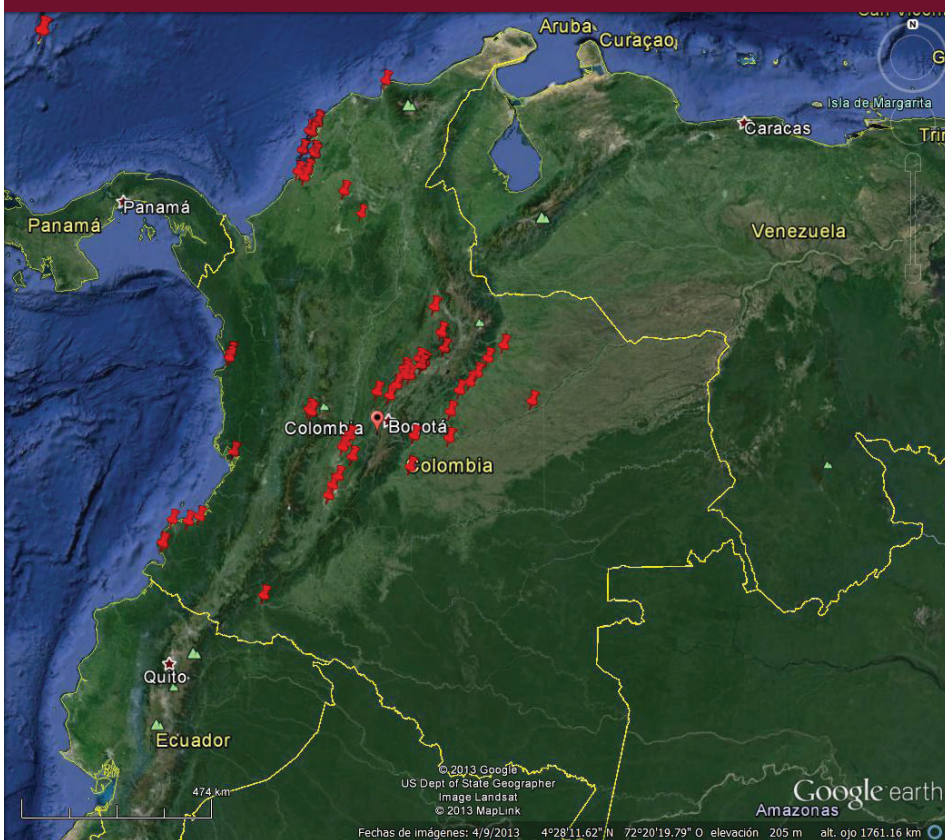 Aruba
Curaçao
N
Isla de Margarita
Caracas
Panamá
Panamá
Venezuela
Colombia
Bogotá
Colombia
Quito
Ecuador
474 km
© 2013 Google
US Dept of State Geographer
Image Landsat
© 2013 MapLink
Google earth
Amazonas
Fechas de imágenes: 4/9/2013 4°28'11.62" N 72°20'19.79" O elevación 205 m alt. ojo 1761.16 km